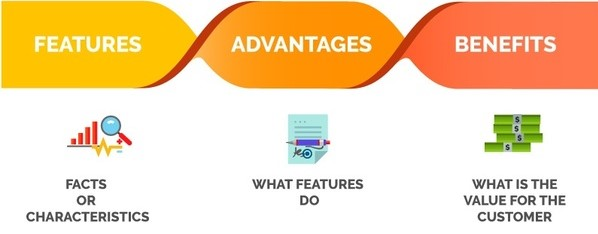 FEATURES
ADVANTAGES
BENEFITS
FACTS
OR
CHARACTERISTICS
WHAT FEATURES
DO
$
$
$
$
WHAT IS THE
VALUE FOR THE
CUSTOMER